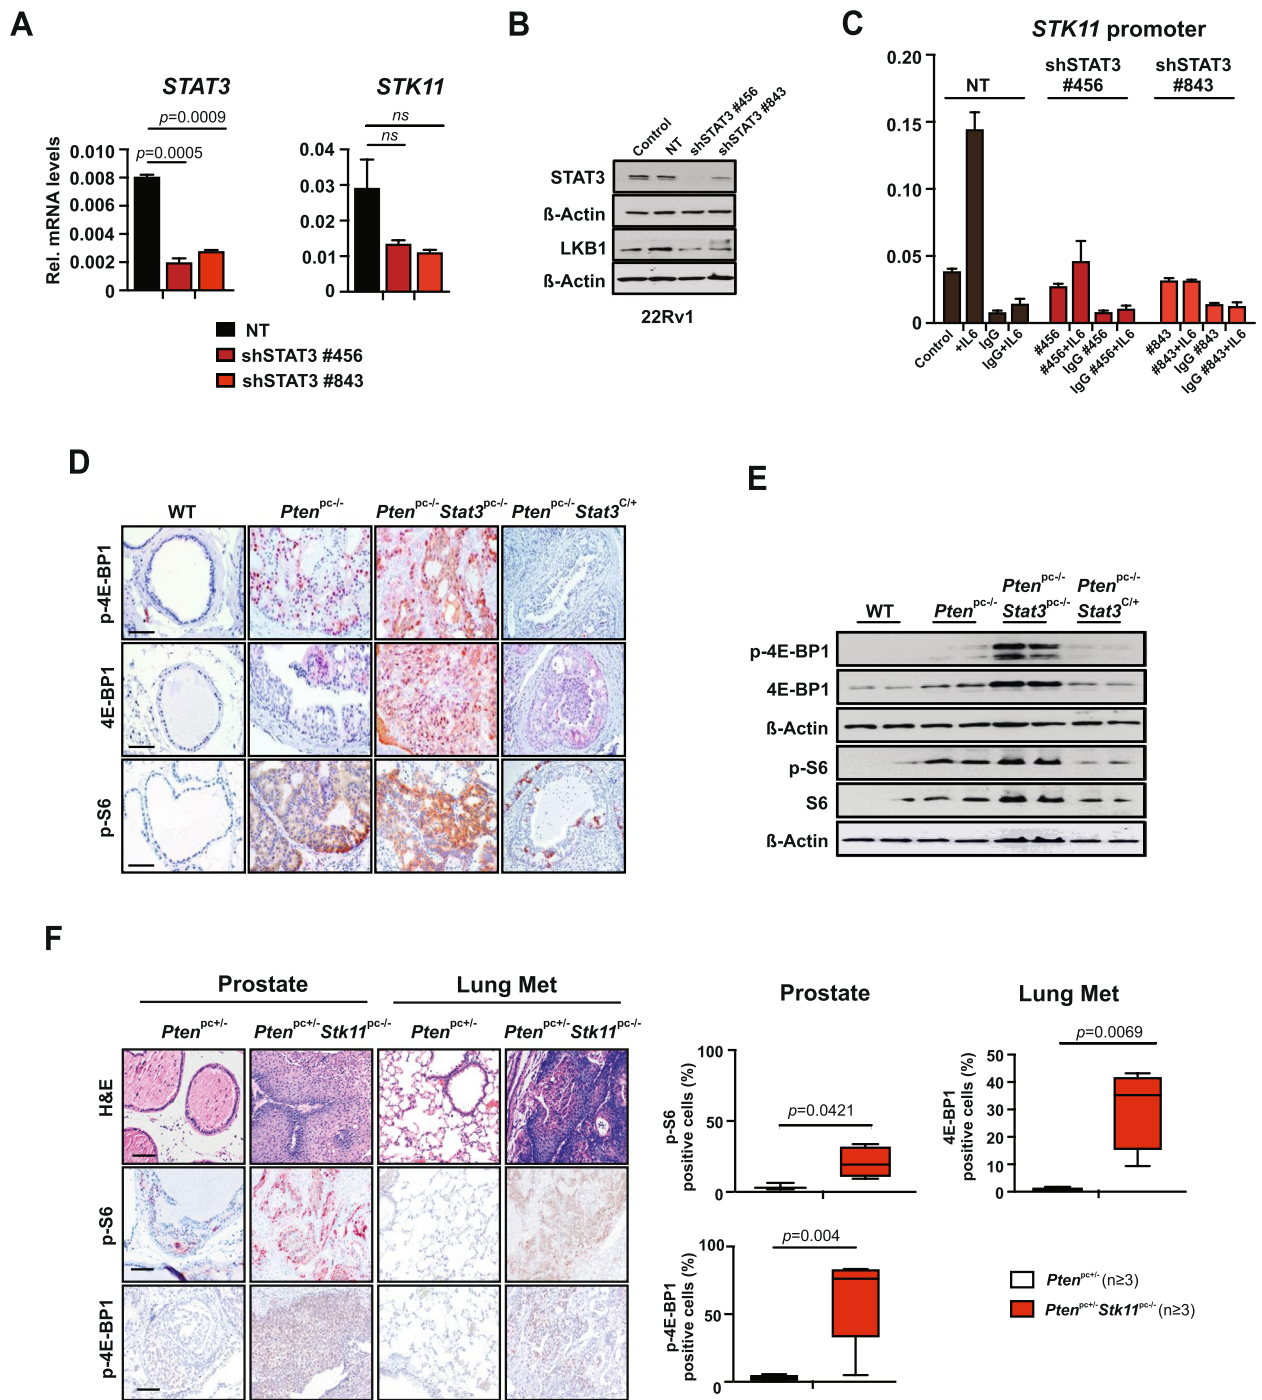 A
STAT3
p=0.0009
p=0.0005
Rel. mRNA levels
0.010
0.008
0.006
0.004
0.002
0
STK11
ns
ns
0.04
0.03
0.02
0.01
0
NT
shSTAT3 #456
shSTAT3 #843
B
Control
NT
shSTAT3 #456
shSTAT3 #843
STAT3
ß-Actin
LKB1
ß-Actin
22Rv1
C
STK11 promoter
NT
shSTAT3 #456
shSTAT3 #843
0.20
0.15
0.10
0.05
0
Control
+IL6
IgG
IgG+IL6
#456
#456+IL6
IgG #456
IgG #456+IL6
#843
#843+IL6
IgG #843
IgG #843+IL6
D
WT
Pten pc-/-
Pten pc-/- Stat3 pc-/-
Pten pc-/- Stat3 C/+
p-4E-BP1
4E-BP1
p-S6
E
WT
Pten pc-/-
Pten pc-/-
Stat3 pc-/-
Pten pc-/-
Stat3 C/+
p-4E-BP1
4E-BP1
ß-Actin
p-S6
S6
ß-Actin
F
Prostate
Lung Met
Pten pc+/-
Pten pc+/- Stk11 pc-/-
Pten pc+/-
Pten pc+/- Stk11 pc-/-
H&E
p-S6
p-4E-BP1
Prostate
p-S6
positive cells (%)
100
50
0
p=0.0421
p-4E-BP1
positive cells (%)
100
50
0
p=0.004
Lung Met
4E-BP1
positive cells (%)
50
40
30
20
10
0
p=0.0069
Pten pc+/- (n≥3)
Pten pc+/- Stk11 pc-/- (n≥3)